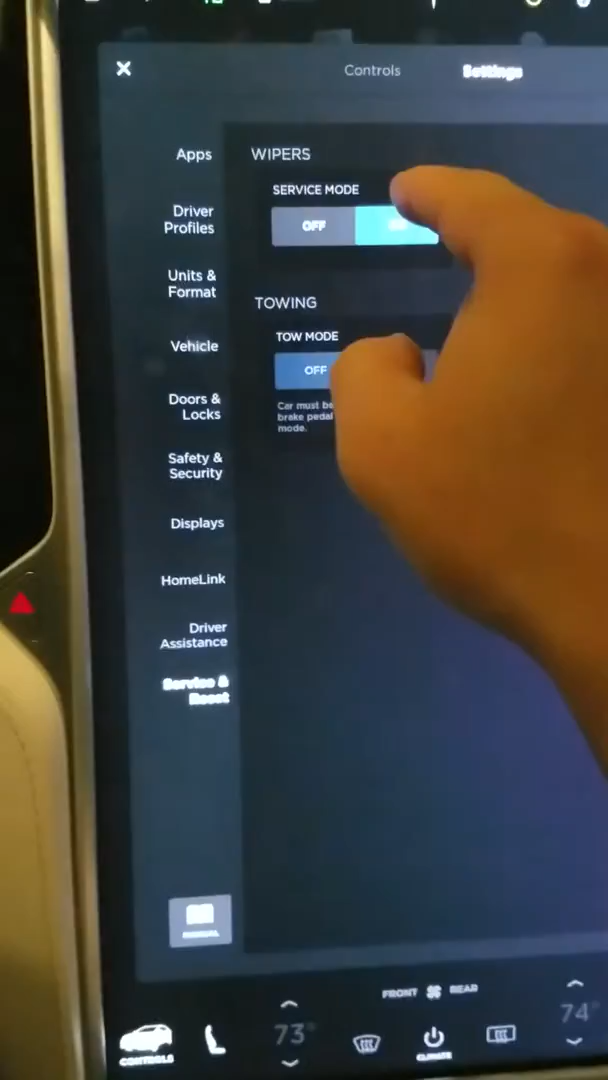 Controls
Settings
Apps
WIPERS
SERVICE MODE
OFF
Driver
Profiles
Units &
Format
TOWING
TOW MODE
OFF
Car must be
brake pedal
mode.
Vehicle
Doors &
Locks
Safety &
Security
Displays
HomeLink
Driver
Assistance
Service &
Reset
MANUAL
FRONT REAR
73°
74°
CONTROLS
CLIMATE